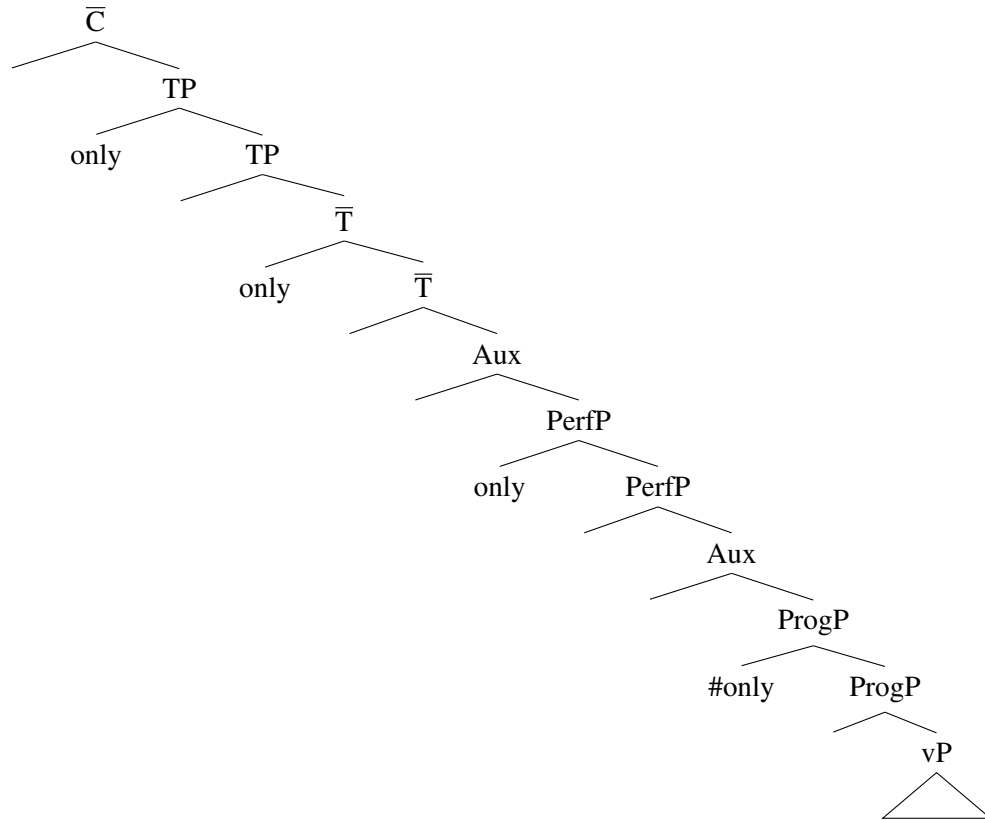 C̅
TP
only
TP
T̅
only
T̅
Aux
PerfP
only
PerfP
Aux
ProgP
#only
ProgP
vP